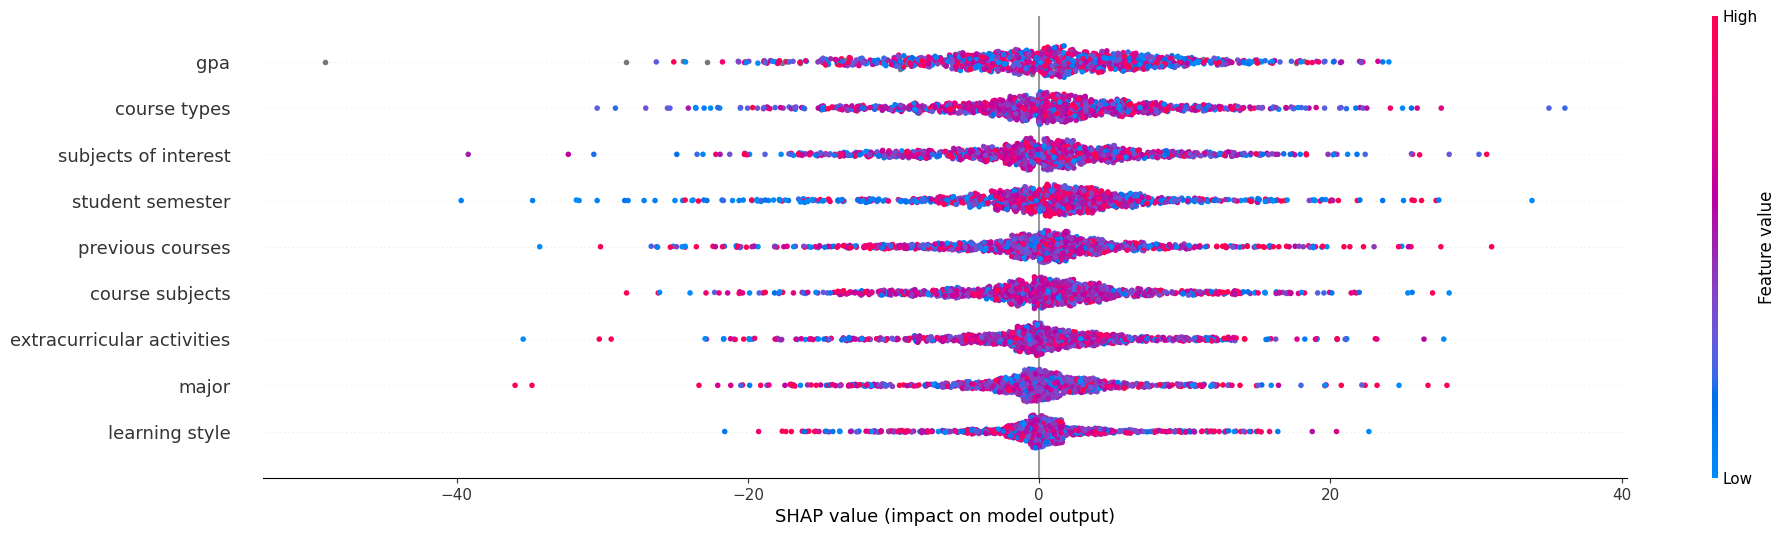 gpa
course types
subjects of interest
student semester
previous courses
course subjects
extracurricular activities
major
learning style
−40
−20
0
20
40
SHAP value (impact on model output)
High
Low
Feature value